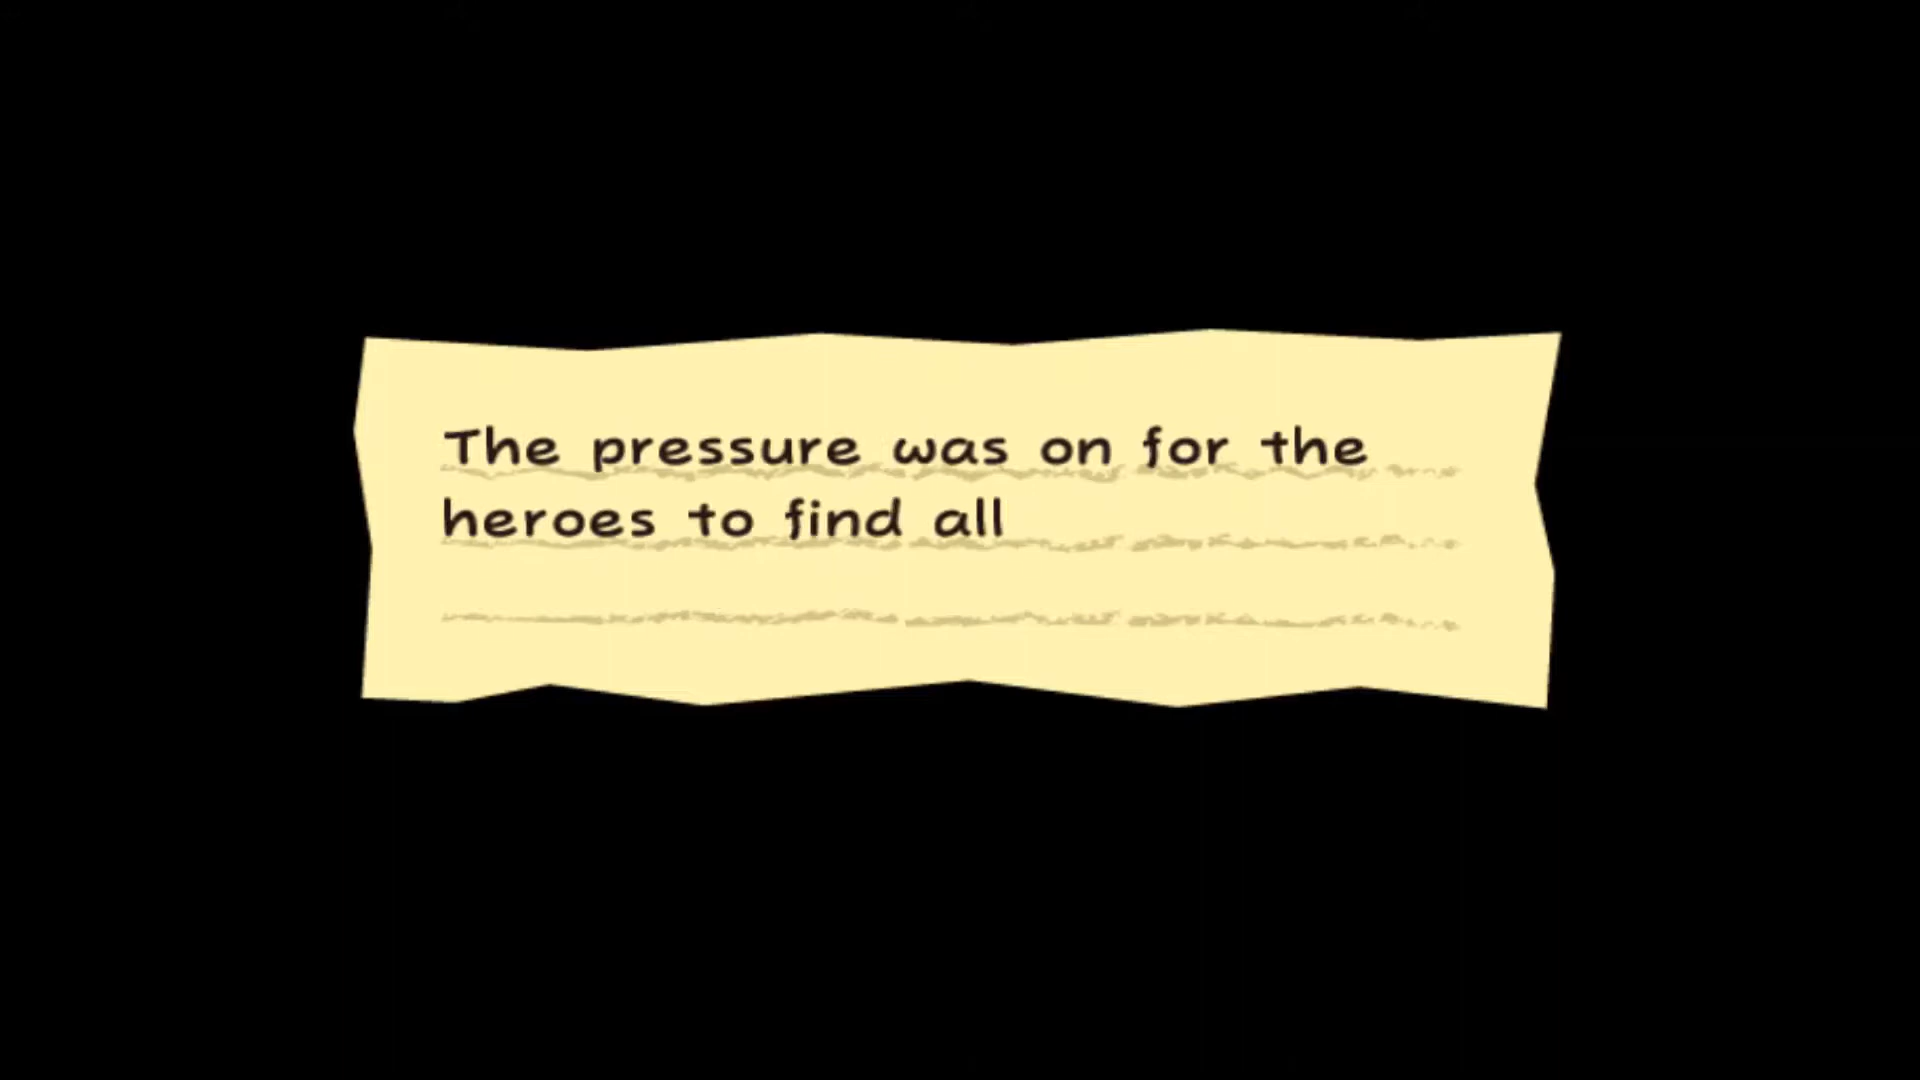 The pressure was on for the
heroes to find all